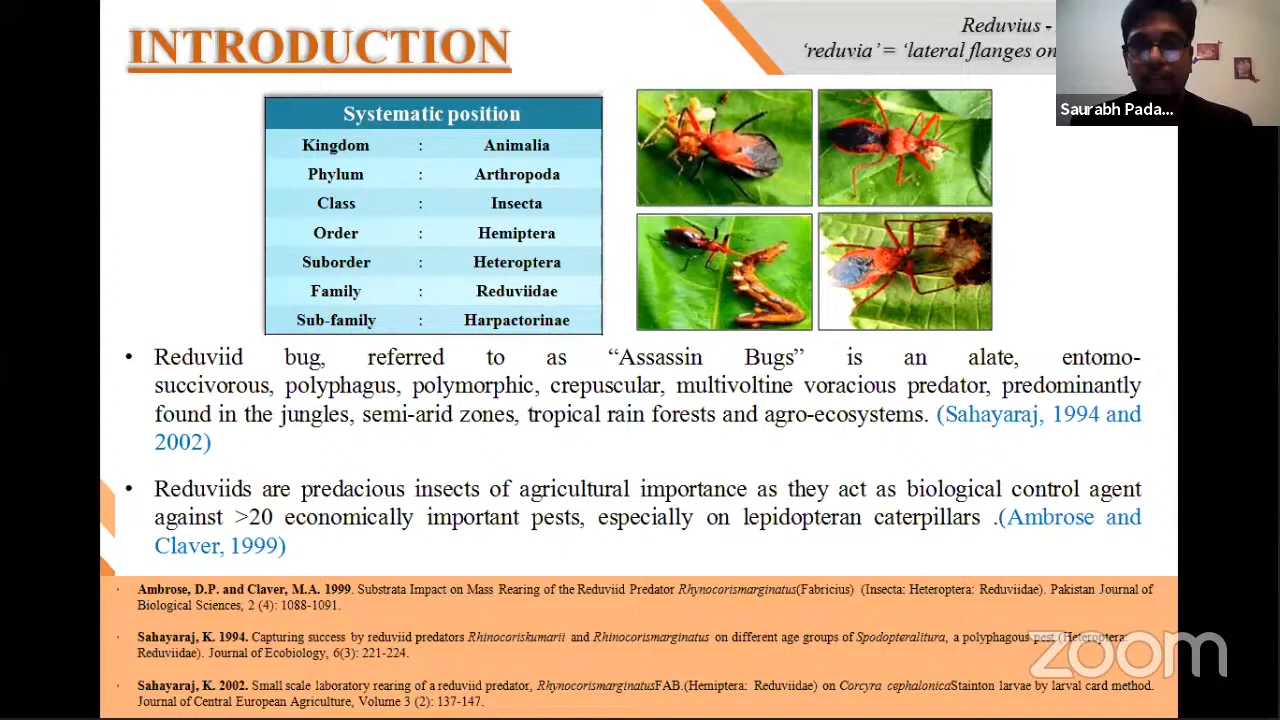 INTRODUCTION
Reduvius -
‘reduvia’ = ‘lateral flanges on
Saurabh Pada...
Systematic position
Kingdom : Animalia
Phylum : Arthropoda
Class : Insecta
Order : Hemiptera
Suborder : Heteroptera
Family : Reduviidae
Sub-family : Harpactorinae
• Reduviid bug, referred to as “Assassin Bugs” is an alate, entomo-
succivorous, polyphagus, polymorphic, crepuscular, multivoltine voracious predator, predominantly
found in the jungles, semi-arid zones, tropical rain forests and agro-ecosystems. (Sahayaraj, 1994 and
2002)
• Reduviids are predacious insects of agricultural importance as they act as biological control agent
against >20 economically important pests, especially on lepidopteran caterpillars .(Ambrose and
Claver, 1999)
· Ambrose, D.P. and Claver, M.A. 1999. Substrata Impact on Mass Rearing of the Reduviid Predator Rhynocorismarginatus(Fabricius) (Insecta: Heteroptera: Reduviidae). Pakistan Journal of
Biological Sciences, 2 (4): 1088-1091.
· Sahayaraj, K. 1994. Capturing success by reduviid predators Rhinocoriskumarii and Rhinocorismarginatus on different age groups of Spodopteralitura, a polyphagous pest (Heteroptera:
Reduviidae). Journal of Ecobiology, 6(3): 221-224.
· Sahayaraj, K. 2002. Small scale laboratory rearing of a reduviid predator, RhynocorismarginatusFAB.(Hemiptera: Reduviidae) on Corcyra cephalonicaStainton larvae by larval card method.
Journal of Central European Agriculture, Volume 3 (2): 137-147.
zoom